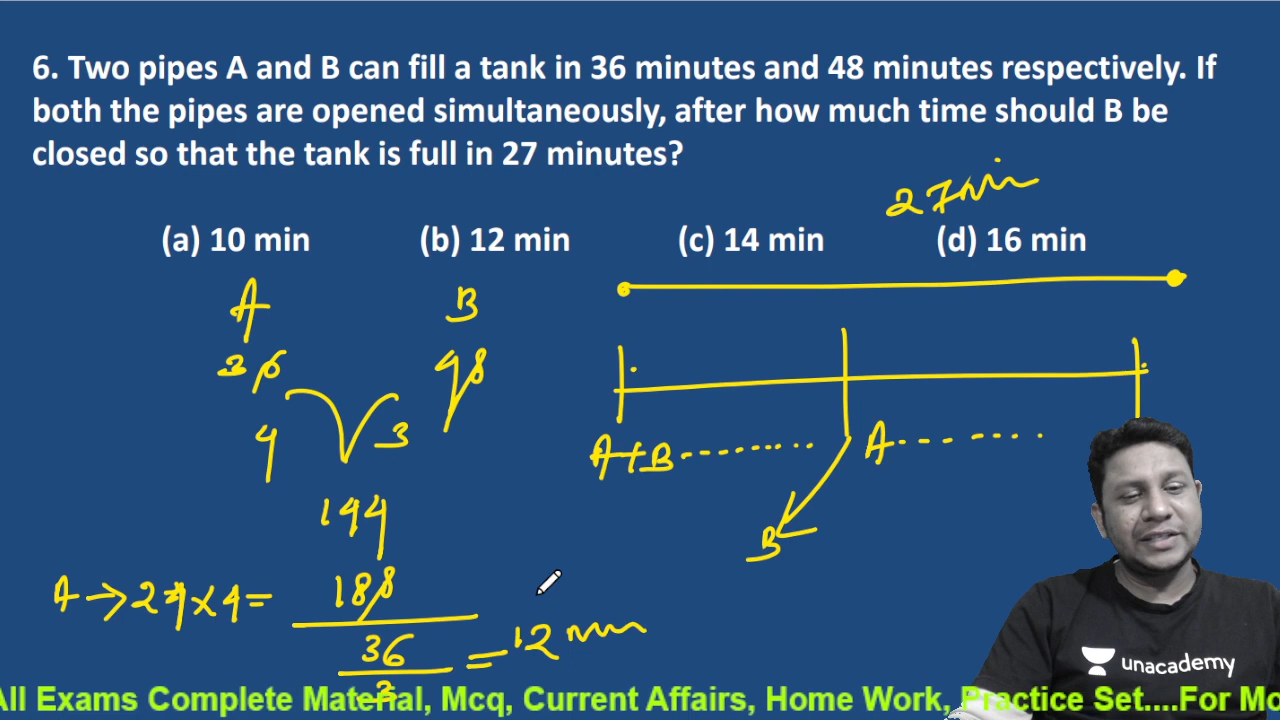 6. Two pipes A and B can fill a tank in 36 minutes and 48 minutes respectively. If
both the pipes are opened simultaneously, after how much time should B be
closed so that the tank is full in 27 minutes?
27min
(a) 10 min (b) 12 min (c) 14 min (d) 16 min
A B
36 48
4 3
144
A+B........ A........
B
A → 27 x 4 = 108
36 = 12 min
3
unacademy
All Exams Complete Material, Mcq, Current Affairs, Home Work, Practice Set....For Mo